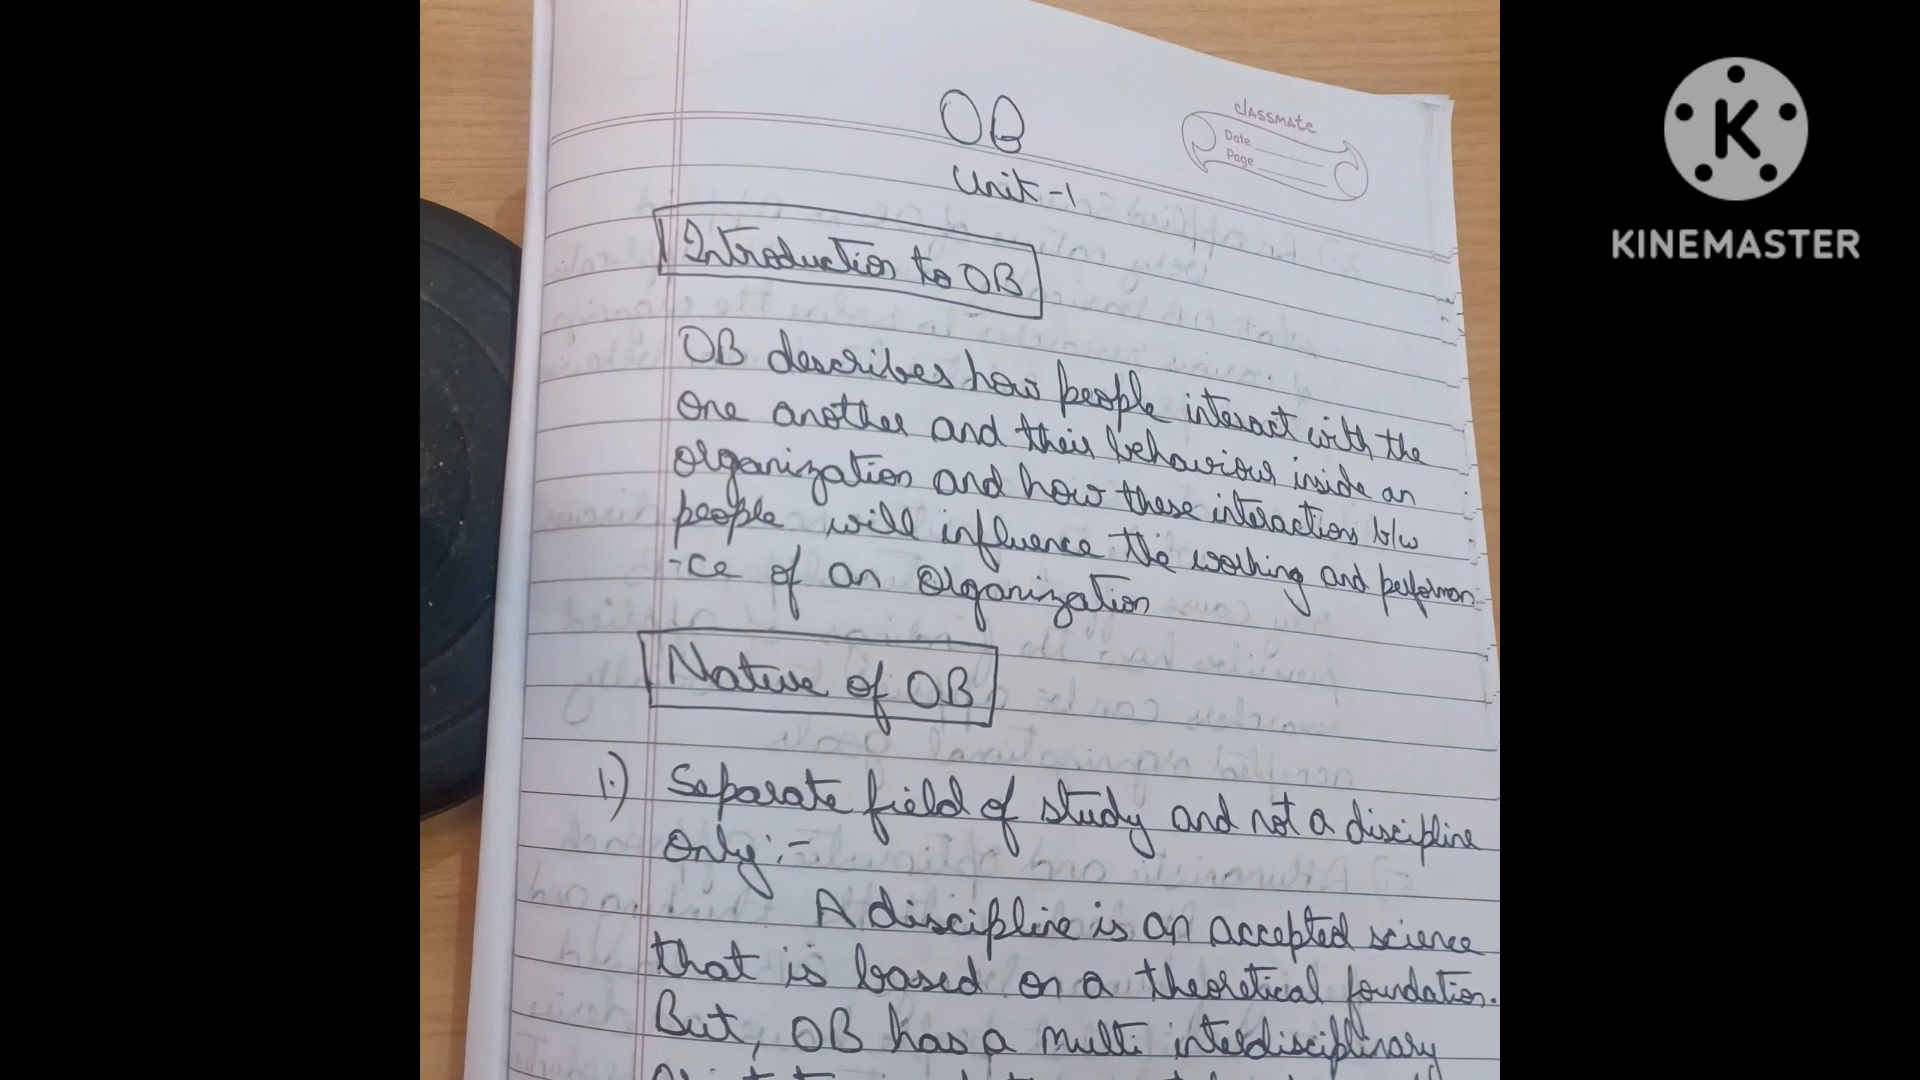 OB
classmate
Date
Page
Unit -1
Introduction to OB
OB describes how people interact with the
one another and their behaviour inside an
organization and how these interactions b/w
people will influence the working and performan
-ce of an organization
Nature of OB
1.) Separate field of study and not a discipline
only :-
A discipline is an accepted science
that is based on a theoretical foundation.
But, OB has a multi interdisciplinary
K
KINEMASTER